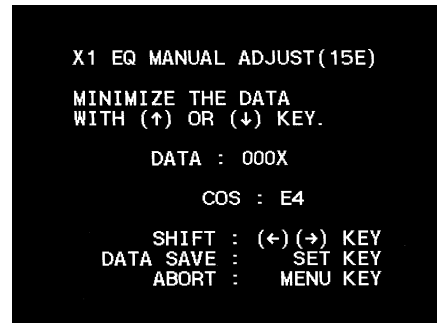 X1 EQ MANUAL ADJUST(15E)
MINIMIZE THE DATA
WITH (↑) OR (↓) KEY.
DATA : 000X
COS : E4
SHIFT : (←)(→) KEY
DATA SAVE : SET KEY
ABORT : MENU KEY